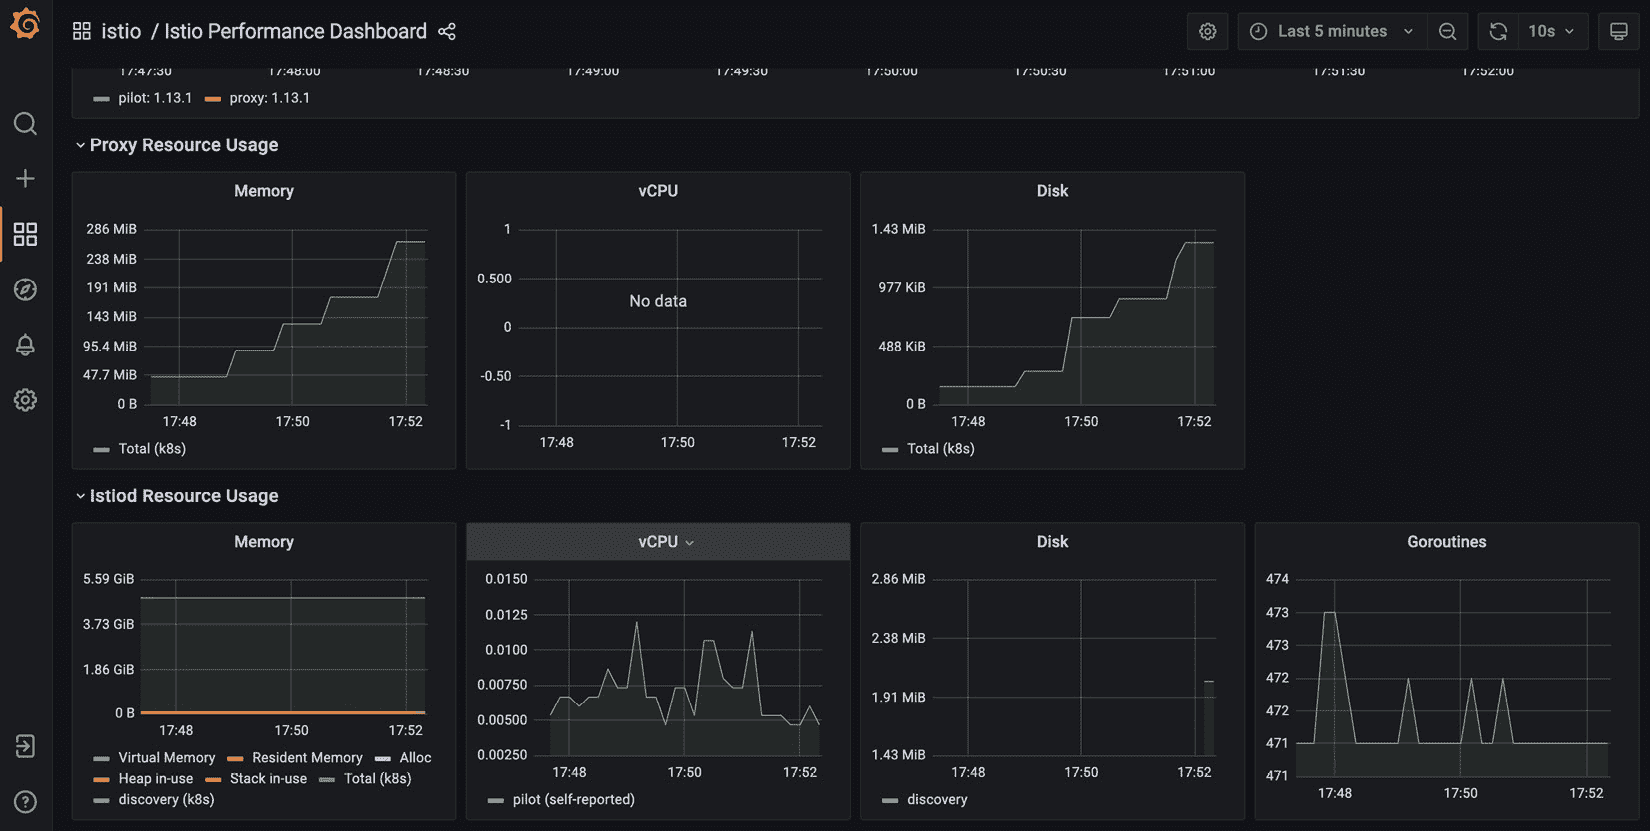 istio / Istio Performance Dashboard
Last 5 minutes
10s
17:47:30 17:48:00 17:48:30 17:49:00 17:49:30 17:50:00 17:50:30 17:51:00 17:51:30 17:52:00
pilot: 1.13.1 proxy: 1.13.1
Proxy Resource Usage
Memory
286 MiB
238 MiB
191 MiB
143 MiB
95.4 MiB
47.7 MiB
0 B
17:48 17:50 17:52
Total (k8s)
vCPU
1
0.500
No data
0
-0.50
-1
17:48 17:50 17:52
Disk
1.43 MiB
977 KiB
488 KiB
0 B
17:48 17:50 17:52
Total (k8s)
Istiod Resource Usage
Memory
5.59 GiB
3.73 GiB
1.86 GiB
0 B
17:48 17:50 17:52
Virtual Memory Resident Memory Alloc
Heap in-use Stack in-use Total (k8s)
discovery (k8s)
vCPU
0.0150
0.0125
0.0100
0.00750
0.00500
0.00250
17:48 17:50 17:52
pilot (self-reported)
Disk
2.86 MiB
2.38 MiB
1.91 MiB
1.43 MiB
17:48 17:50 17:52
discovery
Goroutines
474
473
473
472
472
471
471
17:48 17:50 17:52